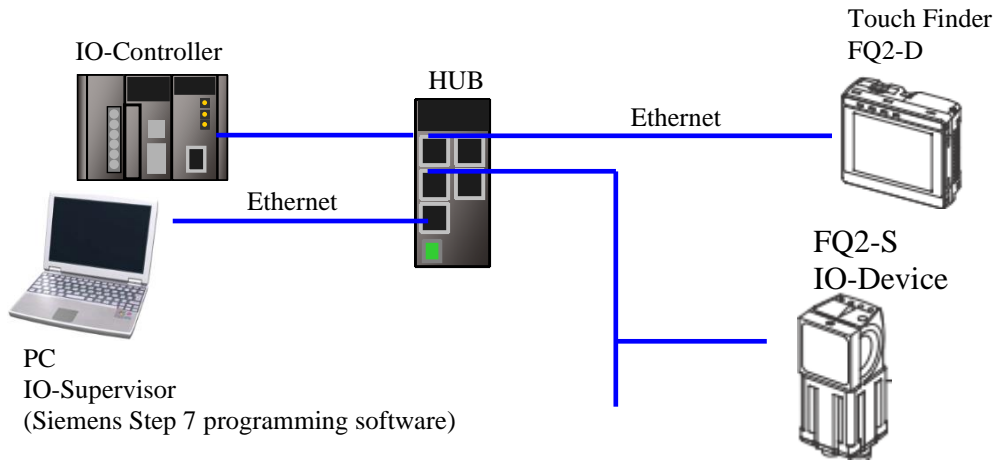 Touch Finder
FQ2-D
IO-Controller
HUB
Ethernet
Ethernet
FQ2-S
IO-Device
PC
IO-Supervisor
(Siemens Step 7 programming software)